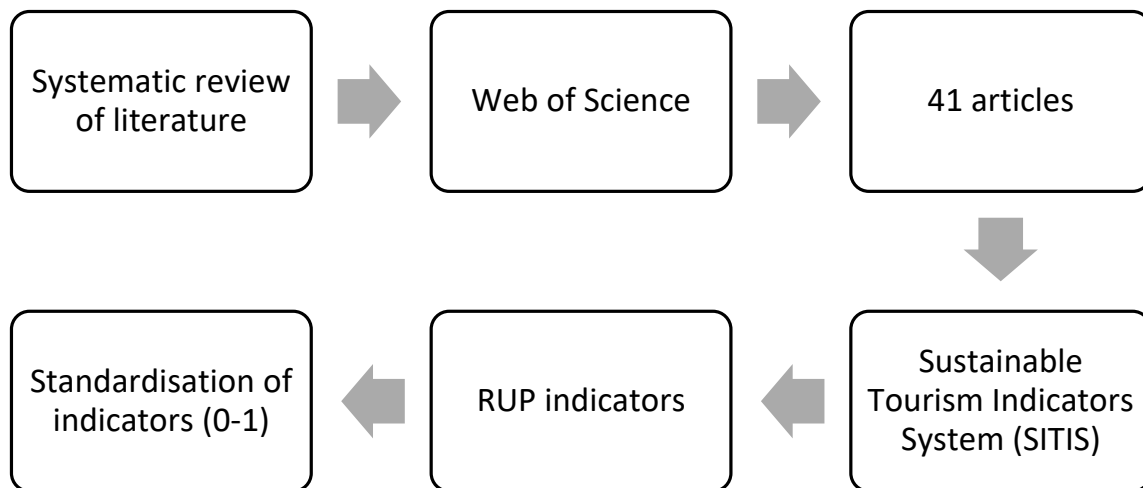 Systematic review
of literature
Web of Science
41 articles
Sustainable
Tourism Indicators
System (SITIS)
RUP indicators
Standardisation of
indicators (0-1)